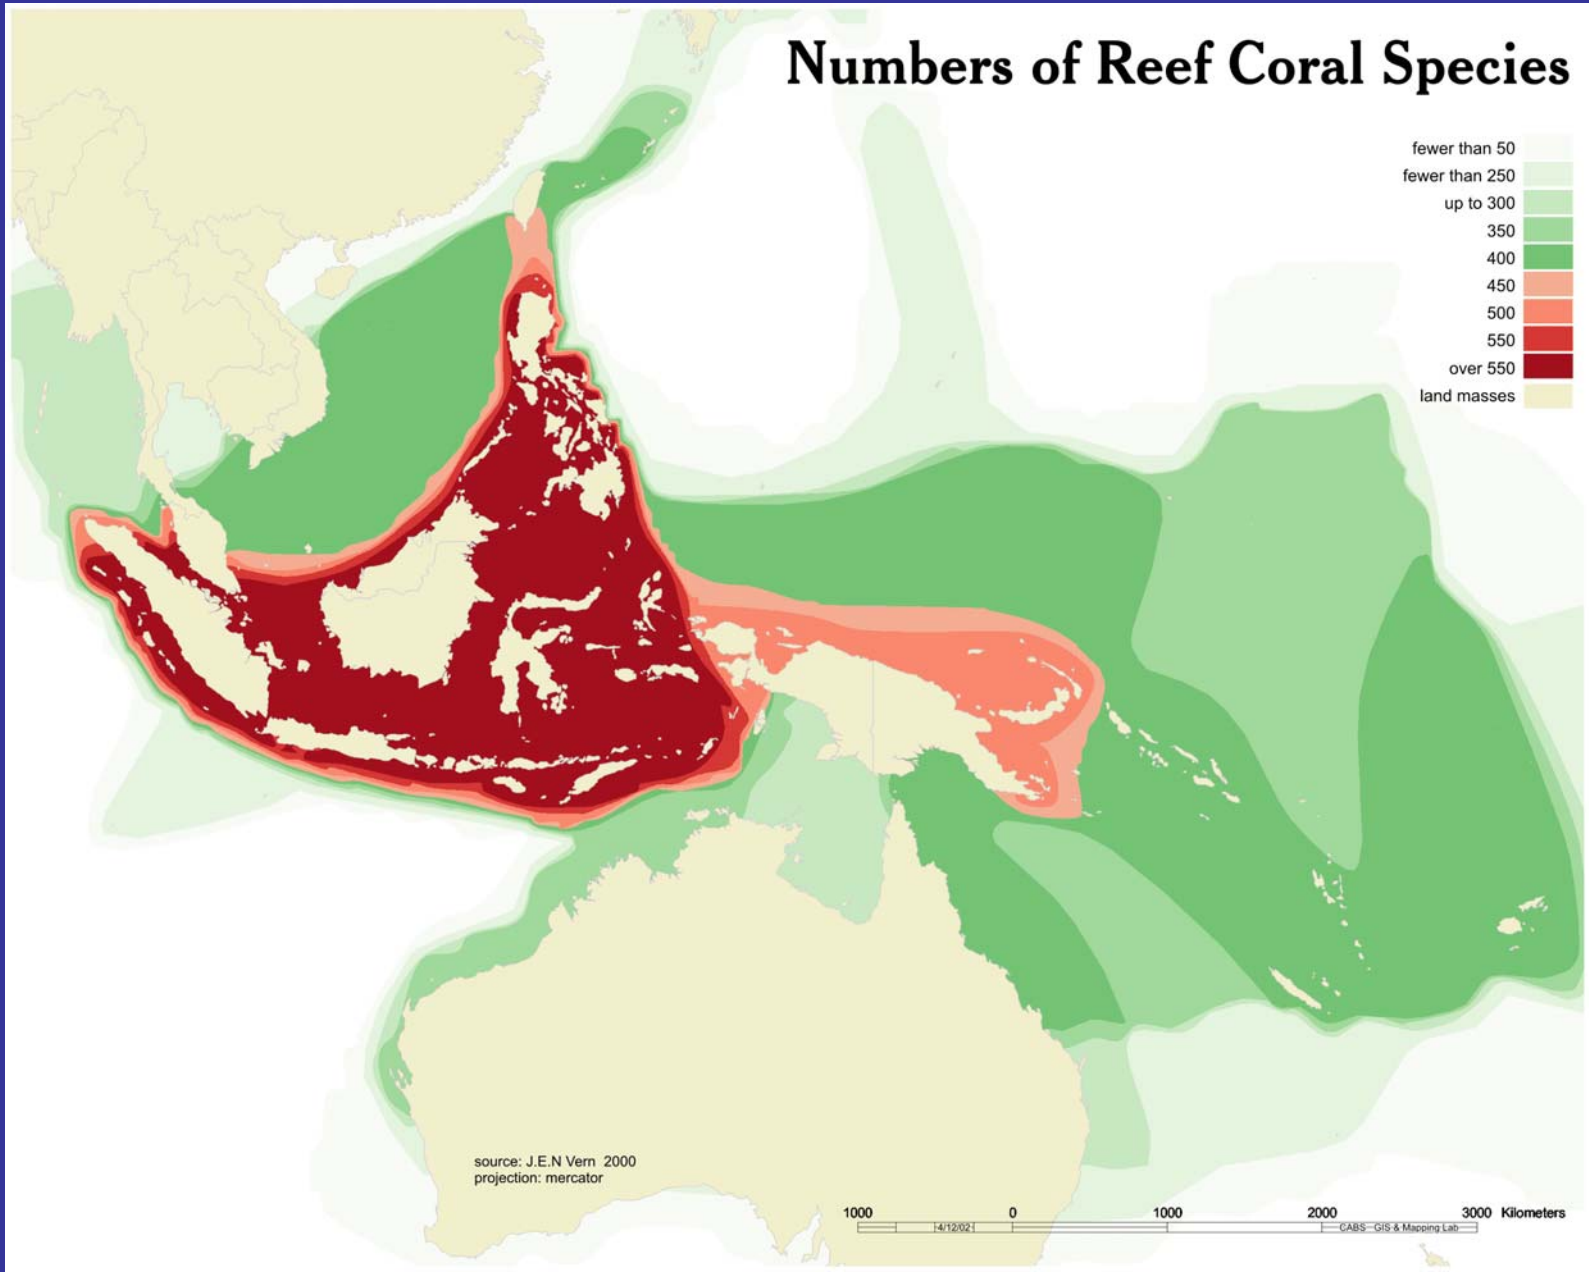 Numbers of Reef Coral Species
fewer than 50
fewer than 250
up to 300
350
400
450
500
550
over 550
land masses
source: J.E.N Vern 2000
projection: mercator
1000 0 1000 2000 3000 Kilometers
4/12/02 CABS GIS & Mapping Lab